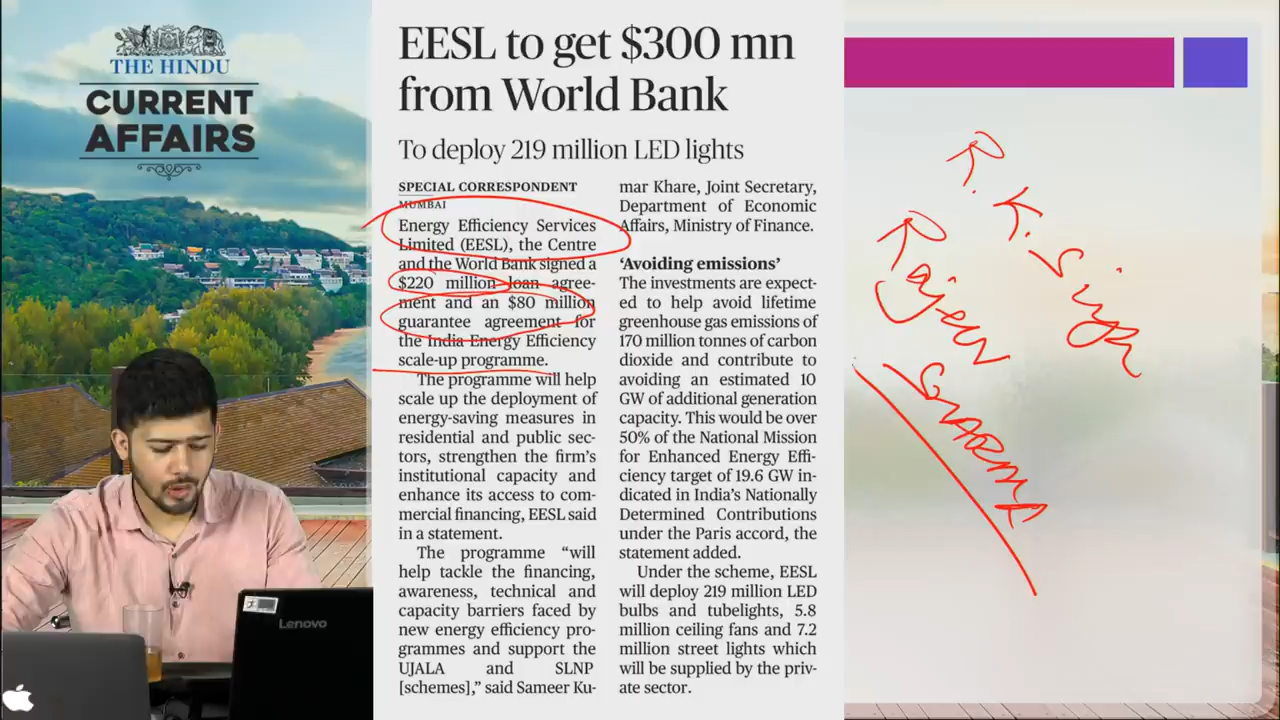 THE HINDU
CURRENT
AFFAIRS
EESL to get $300 mn
from World Bank
To deploy 219 million LED lights
SPECIAL CORRESPONDENT
MUMBAI
Energy Efficiency Services
Limited (EESL), the Centre
and the World Bank signed a
$220 million loan agree-
ment and an $80 million
guarantee agreement for
the India Energy Efficiency
scale-up programme.
The programme will help
scale up the deployment of
energy-saving measures in
residential and public sec-
tors, strengthen the firm's
institutional capacity and
enhance its access to com-
mercial financing, EESL said
in a statement.
The programme “will
help tackle the financing,
awareness, technical and
capacity barriers faced by
new energy efficiency pro-
grammes and support the
UJALA and SLNP
[schemes],” said Sameer Ku-
mar Khare, Joint Secretary,
Department of Economic
Affairs, Ministry of Finance.
‘Avoiding emissions’
The investments are expect-
ed to help avoid lifetime
greenhouse gas emissions of
170 million tonnes of carbon
dioxide and contribute to
avoiding an estimated 10
GW of additional generation
capacity. This would be over
50% of the National Mission
for Enhanced Energy Effi-
ciency target of 19.6 GW in-
dicated in India's Nationally
Determined Contributions
under the Paris accord, the
statement added.
Under the scheme, EESL
will deploy 219 million LED
bulbs and tubelights, 5.8
million ceiling fans and 7.2
million street lights which
will be supplied by the priv-
ate sector.
R. K.
Rajeev
SHARMA
Lenovo